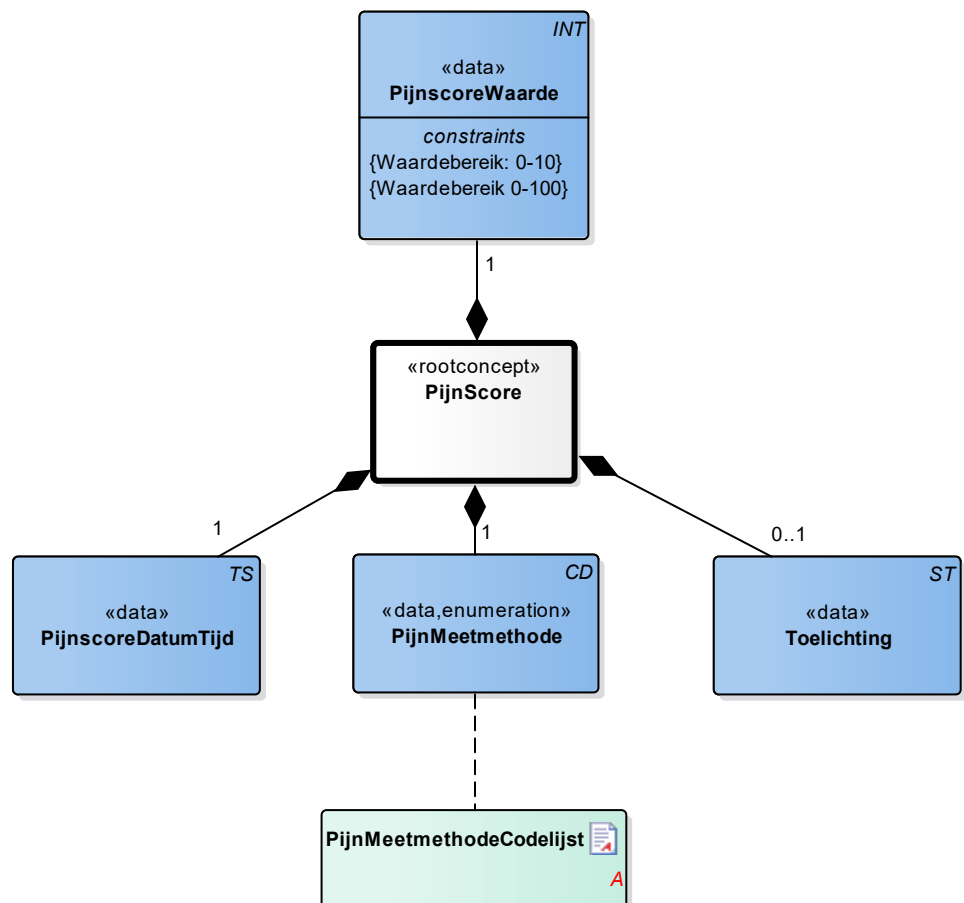 INT
«data»
PijnscoreWaarde
constraints
{Waardebereik: 0-10}
{Waardebereik 0-100}
1
«rootconcept»
PijnScore
1
1
0..1
TS
«data»
PijnscoreDatumTijd
CD
«data,enumeration»
PijnMeetmethode
ST
«data»
Toelichting
PijnMeetmethodeCodelijst
A